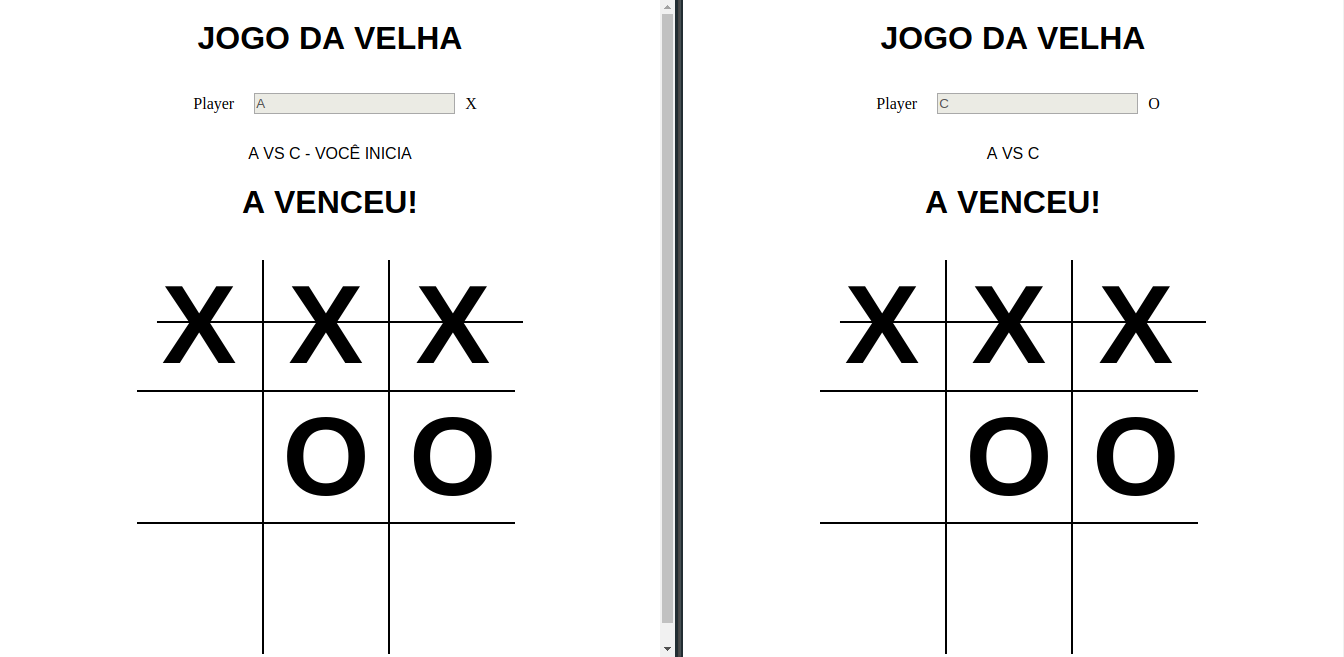 JOGO DA VELHA
Player A X
A VS C - VOCÊ INICIA
A VENCEU!
X X X
O O
JOGO DA VELHA
Player C O
A VS C
A VENCEU!
X X X
O O